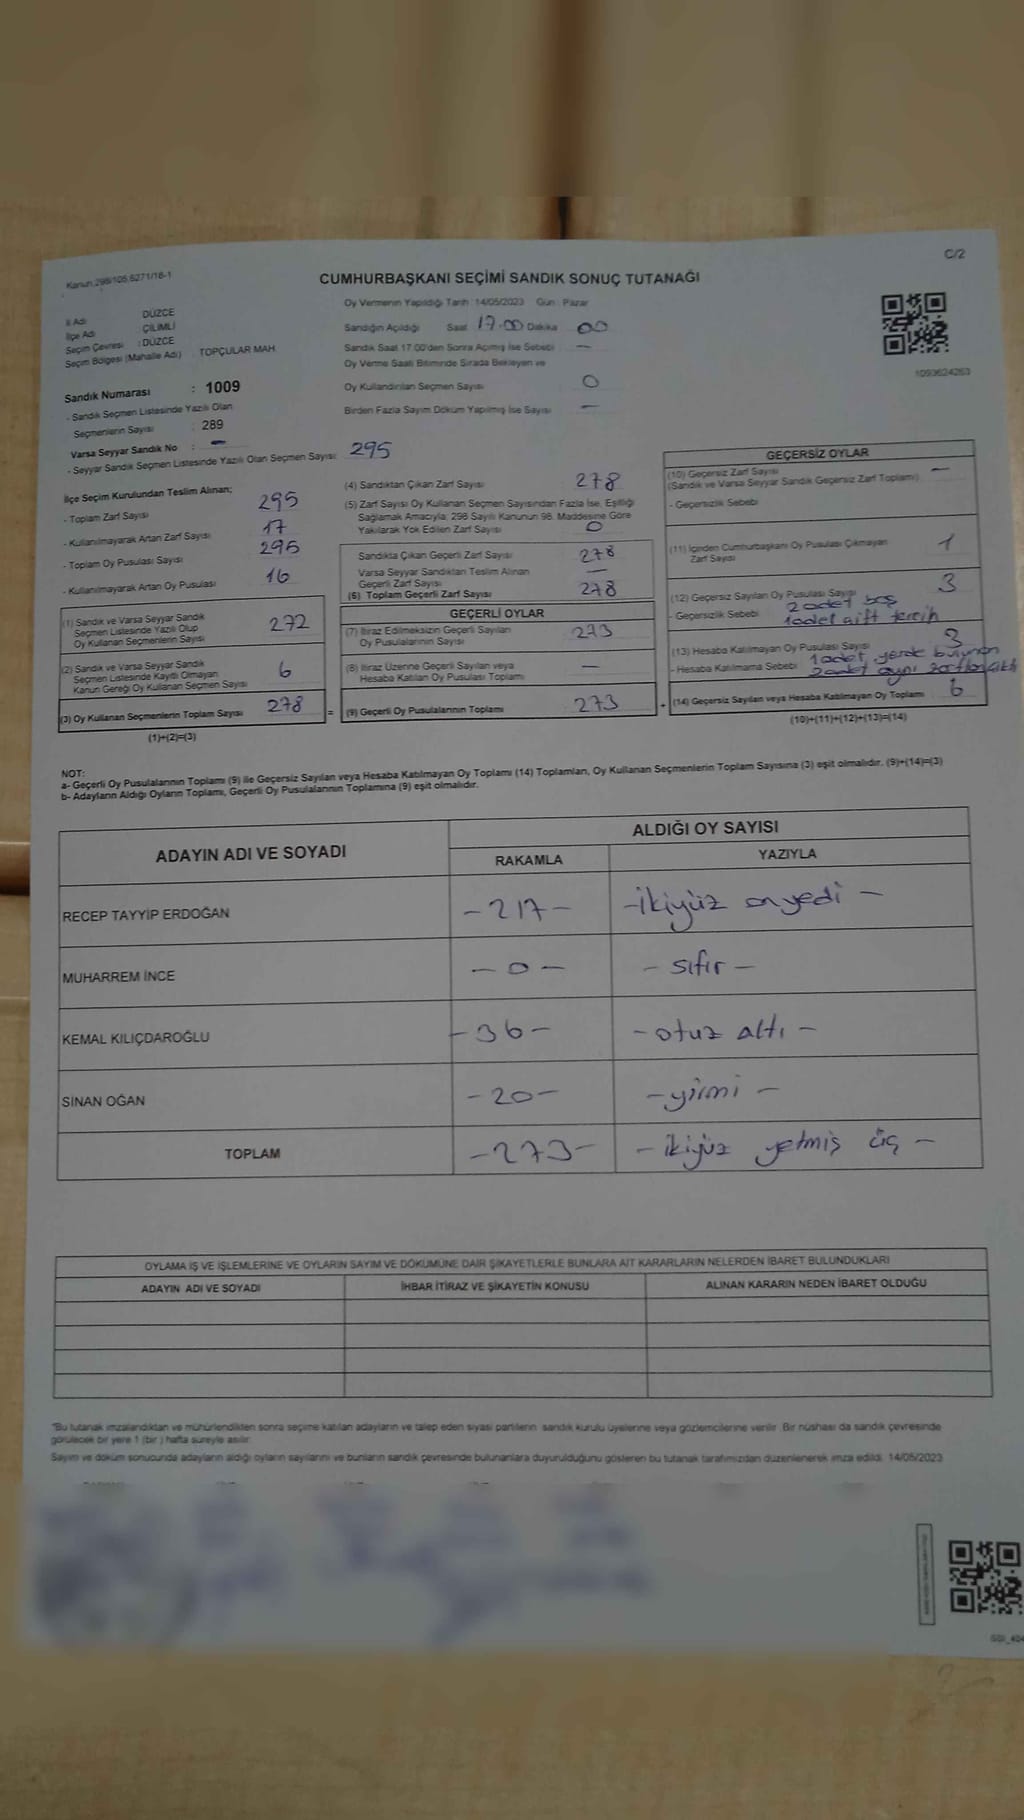 Kanun 298/105,6271/16-1
C/2
CUMHURBAŞKANI SEÇİMİ SANDIK SONUÇ TUTANAĞI
İl Adı : DÜZCE
İlçe Adı : ÇİLİMLİ
Seçim Çevresi : DÜZCE
Seçim Bölgesi (Mahalle Adı) : TOPÇULAR MAH.
Oy Vermenin Yapıldığı Tarih : 14/05/2023 Gün : Pazar
Sandığın Açıldığı Saat 17.00 Dakika 00
Sandık Saat 17.00'den Sonra Açılmış İse Sebebi : —
Oy Verme Saati Bitiminde Sırada Bekleyen ve
Oy Kullandırılan Seçmen Sayısı 0
Birden Fazla Sayım Döküm Yapılmış İse Sayısı —
1093624263
Sandık Numarası : 1009
- Sandık Seçmen Listesinde Yazılı Olan
Seçmenlerin Sayısı : 289
Varsa Seyyar Sandık No : —
- Seyyar Sandık Seçmen Listesinde Yazılı Olan Seçmen Sayısı: 295
İlçe Seçim Kurulundan Teslim Alınan;
- Toplam Zarf Sayısı 295
- Kullanılmayarak Artan Zarf Sayısı 17
- Toplam Oy Pusulası Sayısı 295
- Kullanılmayarak Artan Oy Pusulası 16
(1) Sandık ve Varsa Seyyar Sandık
Seçmen Listesinde Yazılı Olup
Oy Kullanan Seçmenlerin Sayısı 272
(2) Sandık ve Varsa Seyyar Sandık
Seçmen Listesinde Kayıtlı Olmayan
Kanun Gereği Oy Kullanan Seçmen Sayısı 6
(3) Oy Kullanan Seçmenlerin Toplam Sayısı 278
(1)+(2)=(3)
(4) Sandıktan Çıkan Zarf Sayısı 278
(5) Zarf Sayısı Oy Kullanan Seçmen Sayısından Fazla İse, Eşitliği
Sağlamak Amacıyla; 298 Sayılı Kanunun 98. Maddesine Göre
Yakılarak Yok Edilen Zarf Sayısı 0
Sandıkta Çıkan Geçerli Zarf Sayısı 278
Varsa Seyyar Sandıktan Teslim Alınan
Geçerli Zarf Sayısı —
(6) Toplam Geçerli Zarf Sayısı 278
GEÇERLİ OYLAR
(7) İtiraz Edilmeksizin Geçerli Sayılan
Oy Pusulalarının Sayısı 273
(8) İtiraz Üzerine Geçerli Sayılan veya
Hesaba Katılan Oy Pusulası Toplamı —
= (9) Geçerli Oy Pusulalarının Toplamı 273
GEÇERSİZ OYLAR
(10) Geçersiz Zarf Sayısı —
(Sandık ve Varsa Seyyar Sandık Geçersiz Zarf Toplamı)
- Geçersizlik Sebebi
(11) İçinden Cumhurbaşkanı Oy Pusulası Çıkmayan
Zarf Sayısı 1
(12) Geçersiz Sayılan Oy Pusulası Sayısı 3
- Geçersizlik Sebebi 2 adet boş
1 adet çift tercih
(13) Hesaba Katılmayan Oy Pusulası Sayısı 3
- Hesaba Katılmama Sebebi 1 adet yerde bulunan
2 adet aynı zarftan çıktı
+ (14) Geçersiz Sayılan veya Hesaba Katılmayan Oy Toplamı 6
(10)+(11)+(12)+(13)=(14)
NOT:
a- Geçerli Oy Pusulalarının Toplamı (9) ile Geçersiz Sayılan veya Hesaba Katılmayan Oy Toplamı (14) Toplamları, Oy Kullanan Seçmenlerin Toplam Sayısına (3) eşit olmalıdır. (9)+(14)=(3)
b- Adayların Aldığı Oyların Toplamı, Geçerli Oy Pusulalarının Toplamına (9) eşit olmalıdır.
ADAYIN ADI VE SOYADI
ALDIĞI OY SAYISI
RAKAMLA YAZIYLA
RECEP TAYYİP ERDOĞAN -217- -ikiyüz onyedi -
MUHARREM İNCE - 0 - - sıfır -
KEMAL KILIÇDAROĞLU -36- -otuz altı -
SİNAN OĞAN -20- -yirmi -
TOPLAM -273- - ikiyüz yetmiş üç -
OYLAMA İŞ VE İŞLEMLERİNE VE OYLARIN SAYIM VE DÖKÜMÜNE DAİR ŞİKAYETLERLE BUNLARA AİT KARARLARIN NELERDEN İBARET BULUNDUKLARI
ADAYIN ADI VE SOYADI İHBAR İTİRAZ VE ŞİKAYETİN KONUSU ALINAN KARARIN NEDEN İBARET OLDUĞU
*Bu tutanak imzalandıktan ve mühürlendikten sonra seçime katılan adayların ve talep eden siyasi partilerin sandık kurulu üyelerine veya gözlemcilerine verilir. Bir nüshası da sandık çevresinde
görülecek bir yere 1 (bir) hafta süreyle asılır.
Sayım ve döküm sonucunda adayların aldığı oyların sayılarını ve bunların sandık çevresinde bulunanlara duyurulduğunu gösteren bu tutanak tarafımızdan düzenlenerek imza edildi. 14/05/2023